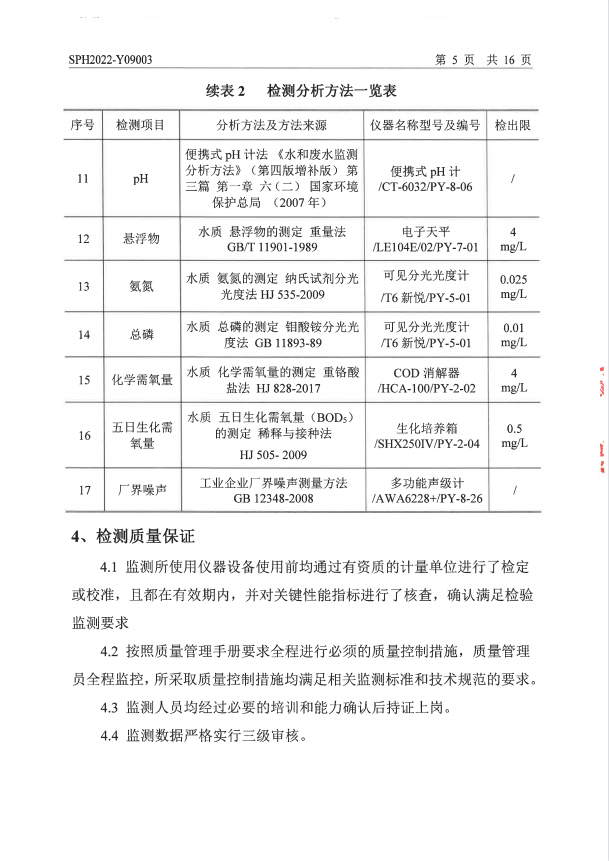 SPH2022-Y09003
第 5 页 共 16 页
续表 2 检测分析方法一览表
序号 检测项目 分析方法及方法来源 仪器名称型号及编号 检出限
11 pH 便携式 pH 计法 《水和废水监测
分析方法》（第四版增补版） 第
三篇 第一章 六（二） 国家环境
保护总局 （2007 年） 便携式 pH 计
/CT-6032/PY-8-06 /
12 悬浮物 水质 悬浮物的测定 重量法
GB/T 11901-1989 电子天平
/LE104E/02/PY-7-01 4
mg/L
13 氨氮 水质 氨氮的测定 纳氏试剂分光
光度法 HJ 535-2009 可见分光光度计
/T6 新悦/PY-5-01 0.025
mg/L
14 总磷 水质 总磷的测定 钼酸铵分光光
度法 GB 11893-89 可见分光光度计
/T6 新悦/PY-5-01 0.01
mg/L
15 化学需氧量 水质 化学需氧量的测定 重铬酸
盐法 HJ 828-2017 COD 消解器
/HCA-100/PY-2-02 4
mg/L
16 五日生化需
氧量 水质 五日生化需氧量（BOD₅）
的测定 稀释与接种法
HJ 505- 2009 生化培养箱
/SHX250IV/PY-2-04 0.5
mg/L
17 厂界噪声 工业企业厂界噪声测量方法
GB 12348-2008 多功能声级计
/AWA6228+/PY-8-26 /
4、检测质量保证
4.1 监测所使用仪器设备使用前均通过有资质的计量单位进行了检定
或校准，且都在有效期内，并对关键性能指标进行了核查，确认满足检验
监测要求
4.2 按照质量管理手册要求全程进行必须的质量控制措施，质量管理
员全程监控，所采取质量控制措施均满足相关监测标准和技术规范的要求。
4.3 监测人员均经过必要的培训和能力确认后持证上岗。
4.4 监测数据严格实行三级审核。